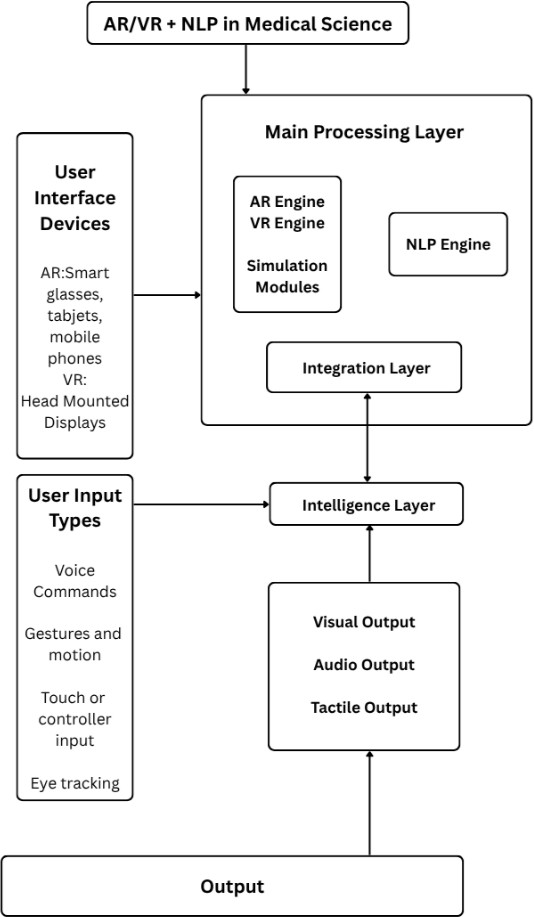 AR/VR + NLP in Medical Science
Main Processing Layer
AR Engine
VR Engine
Simulation
Modules
NLP Engine
Integration Layer
User
Interface
Devices
AR:Smart
glasses,
tabjets,
mobile
phones
VR:
Head Mounted
Displays
User Input
Types
Voice
Commands
Gestures and
motion
Touch or
controller
input
Eye tracking
Intelligence Layer
Visual Output
Audio Output
Tactile Output
Output